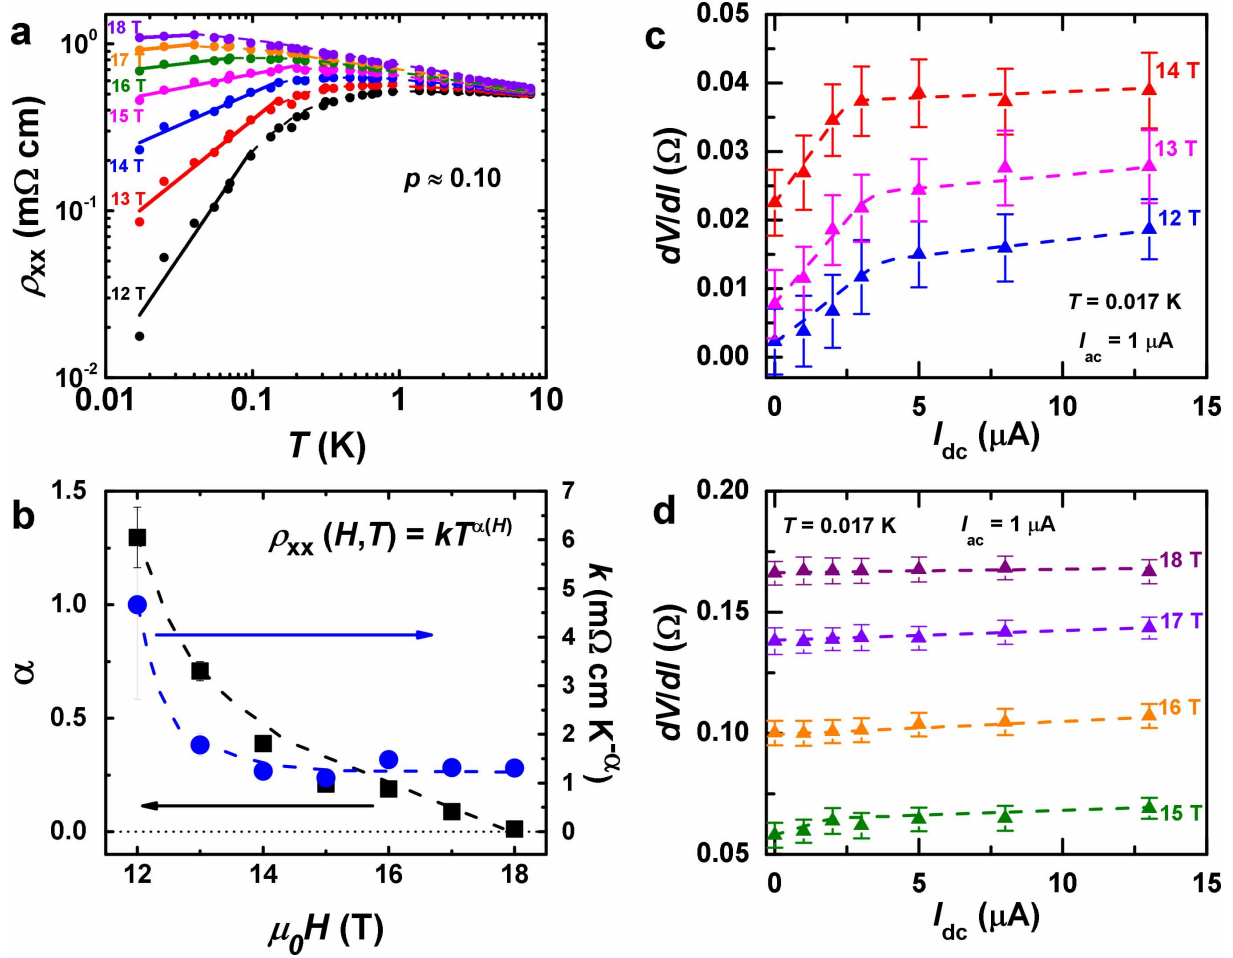 a
18 T
17
16 T
15 T
14 T
13 T
12 T
p ≈ 0.10
10⁰
10⁻¹
10⁻²
ρxx (mΩ cm)
0.01
0.1
1
10
T (K)
b
ρxx (H,T) = kT^α(H)
1.5
1.0
0.5
0.0
α
7
6
5
4
3
2
1
0
k (mΩ cm K^-α)
12
14
16
18
μ0H (T)
c
14 T
13 T
12 T
T = 0.017 K
Iac = 1 μA
0.05
0.04
0.03
0.02
0.01
0.00
dV/dI (Ω)
0
5
10
15
Idc (μA)
d
T = 0.017 K
Iac = 1 μA
18 T
17 T
16 T
15 T
0.20
0.15
0.10
0.05
dV/dI (Ω)
0
5
10
15
Idc (μA)